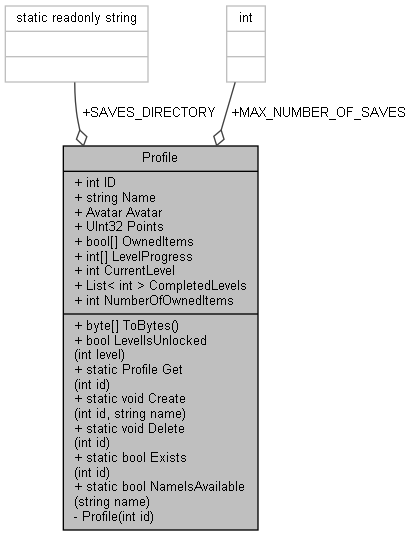 static readonly string
int
+SAVES_DIRECTORY
+MAX_NUMBER_OF_SAVES
Profile
+ int ID
+ string Name
+ Avatar Avatar
+ UInt32 Points
+ bool[] OwnedItems
+ int[] LevelProgress
+ int CurrentLevel
+ List< int > CompletedLevels
+ int NumberOfOwnedItems
+ byte[] ToBytes()
+ bool LevelIsUnlocked
(int level)
+ static Profile Get
(int id)
+ static void Create
(int id, string name)
+ static void Delete
(int id)
+ static bool Exists
(int id)
+ static bool NameIsAvailable
(string name)
- Profile(int id)